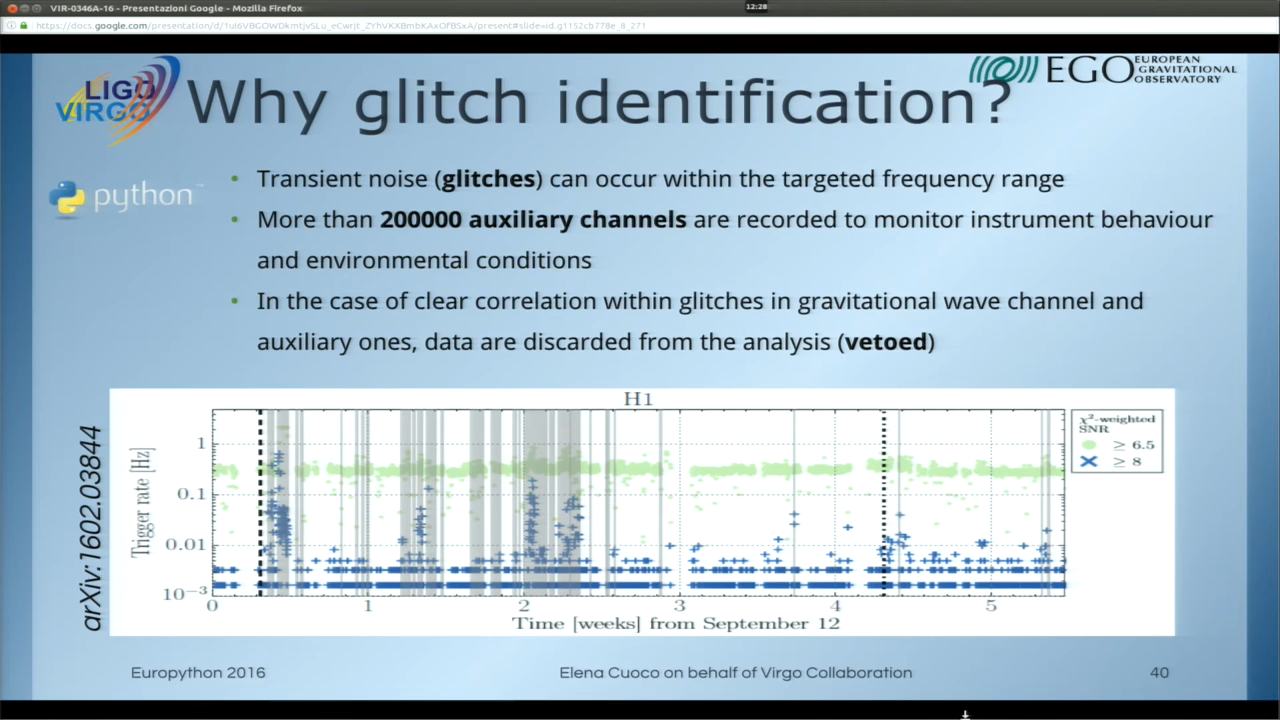 VIR-0346A-16 - Presentazioni Google - Mozilla Firefox
12:28
LIGO
VIRGO
Why glitch identification?
EGO EUROPEAN
GRAVITATIONAL
OBSERVATORY
python
• Transient noise (glitches) can occur within the targeted frequency range
• More than 200000 auxiliary channels are recorded to monitor instrument behaviour
and environmental conditions
• In the case of clear correlation within glitches in gravitational wave channel and
auxiliary ones, data are discarded from the analysis (vetoed)
arXiv:1602.03844
H1
Trigger rate [Hz]
1
0.1
0.01
10⁻³
0 1 2 3 4 5
Time [weeks] from September 12
χ²-weighted
SNR
≥ 6.5
≥ 8
Europython 2016
Elena Cuoco on behalf of Virgo Collaboration
40